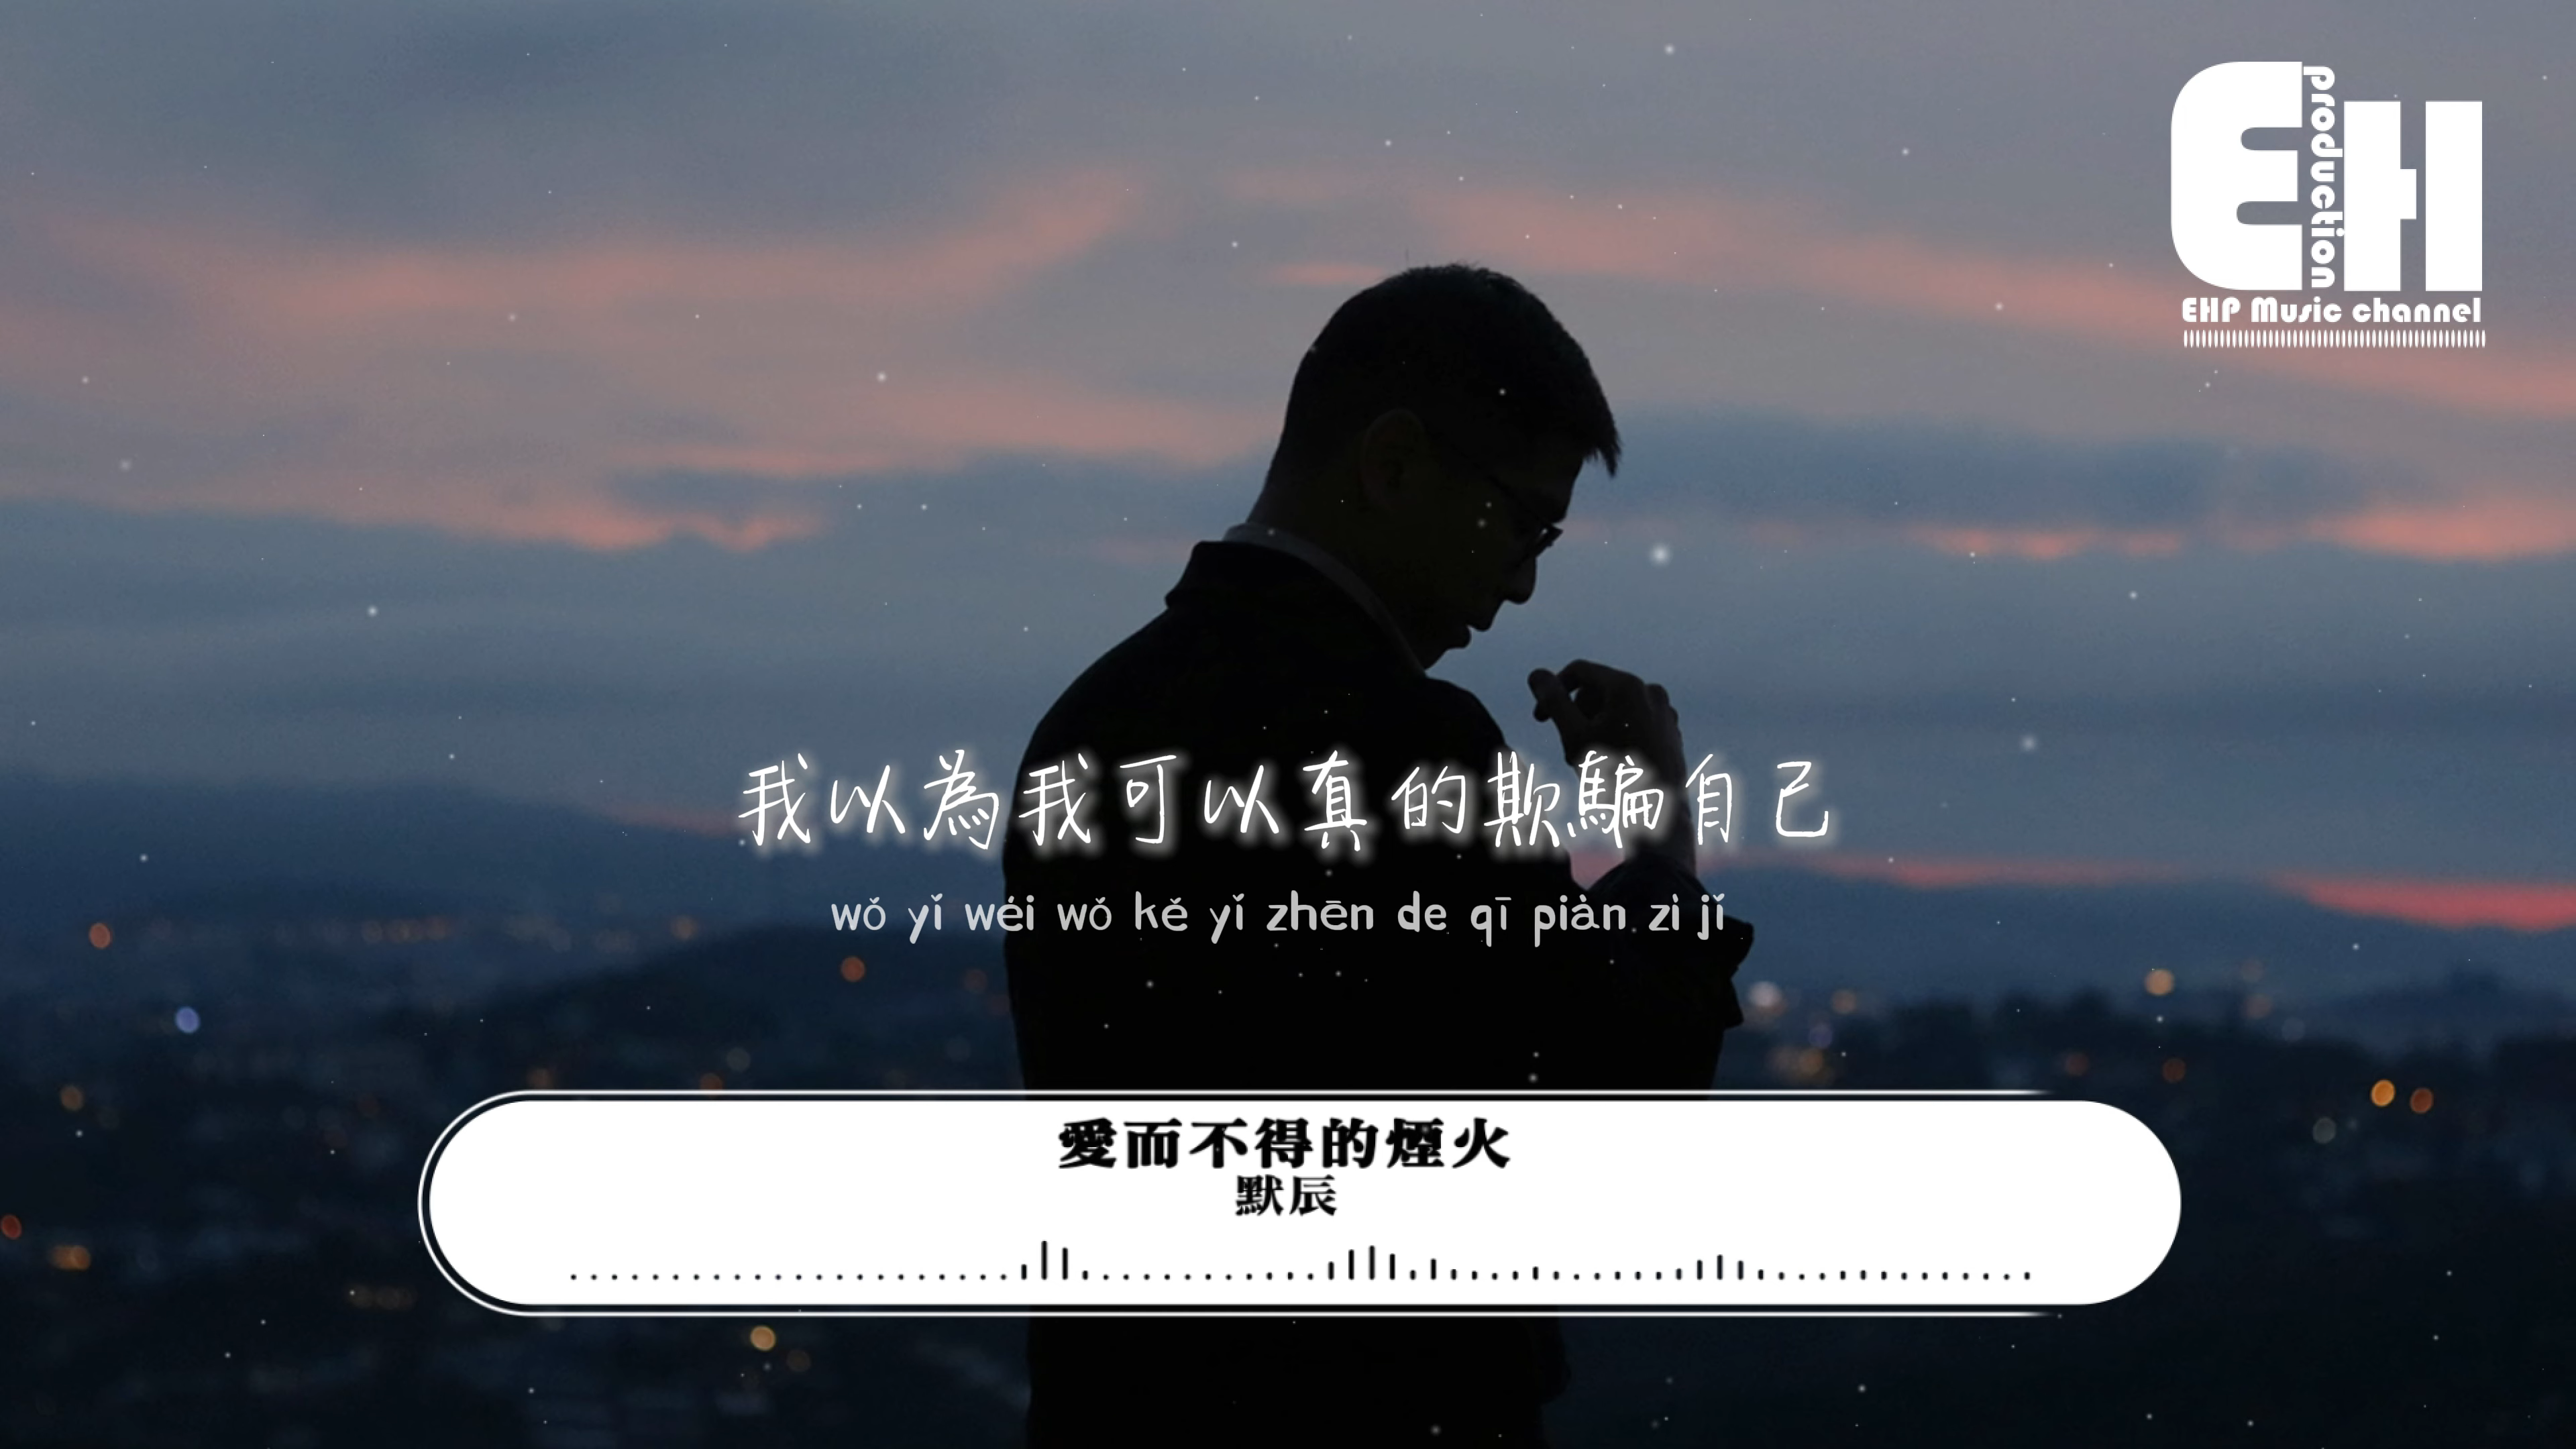 production
EH
EHP Music channel
我以為我可以真的欺騙自己
wǒ yǐ wéi wǒ kě yǐ zhēn de qī piàn zì jǐ
愛而不得的煙火
默辰